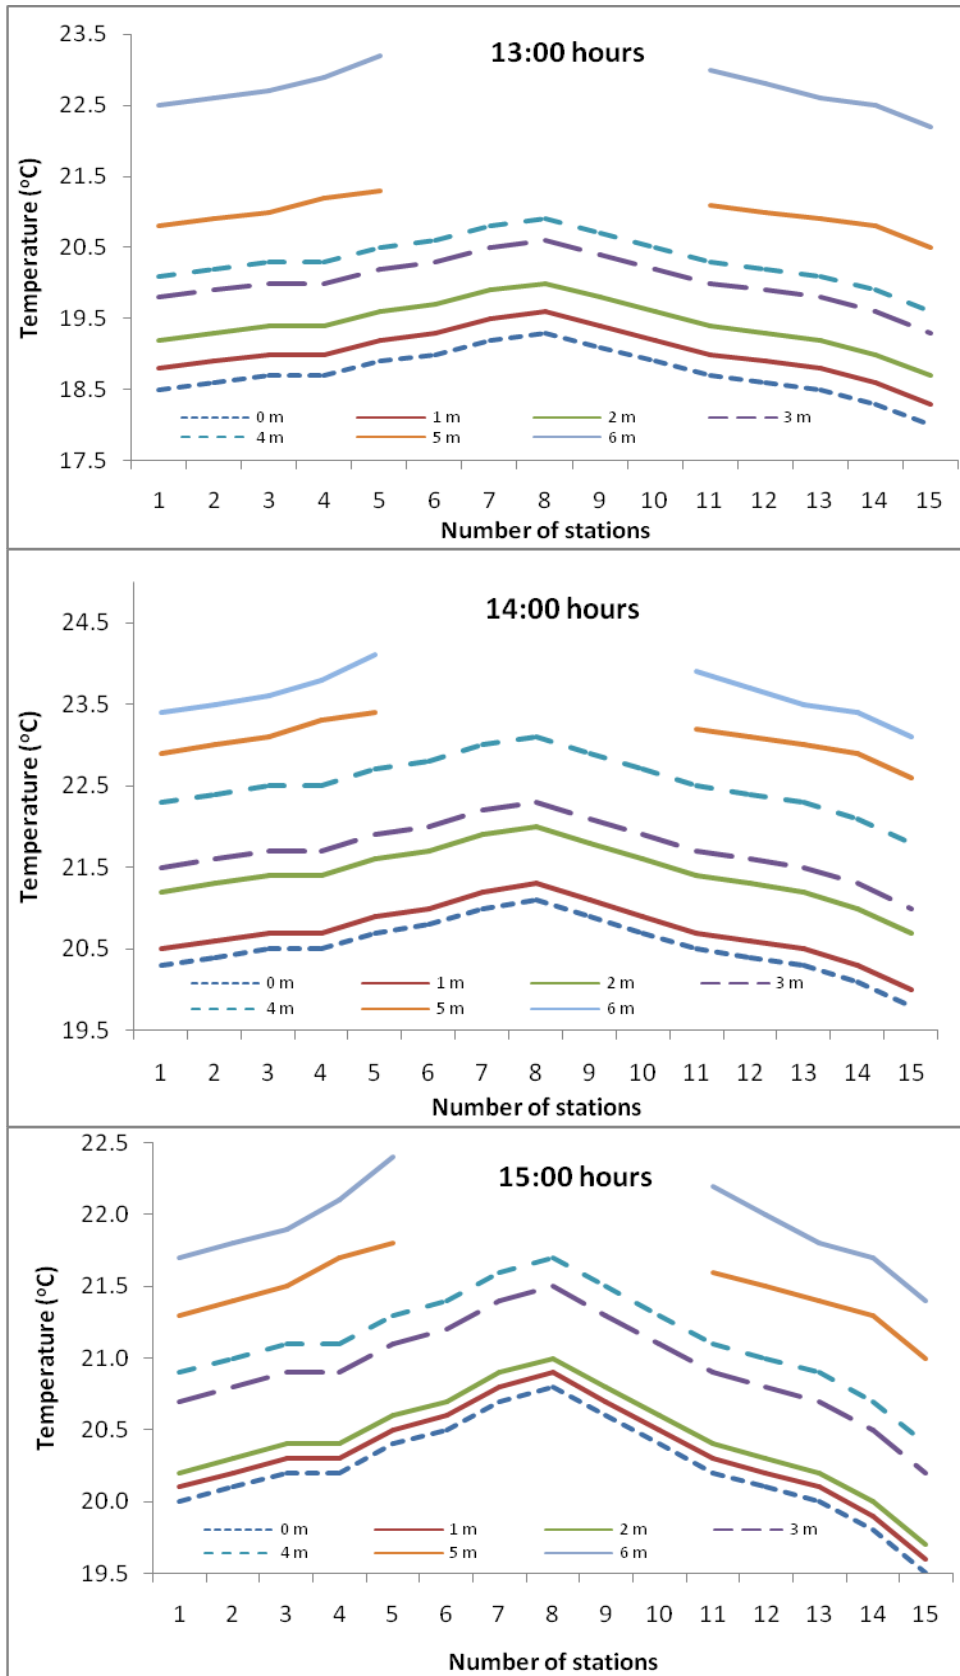 13:00 hours
23.5
22.5
21.5
20.5
19.5
18.5
17.5
Temperature (°C)
0 m 1 m 2 m 3 m
4 m 5 m 6 m
1 2 3 4 5 6 7 8 9 10 11 12 13 14 15
Number of stations
14:00 hours
24.5
23.5
22.5
21.5
20.5
19.5
Temperature (°C)
0 m 1 m 2 m 3 m
4 m 5 m 6 m
1 2 3 4 5 6 7 8 9 10 11 12 13 14 15
Number of stations
15:00 hours
22.5
22.0
21.5
21.0
20.5
20.0
19.5
Temperature (°C)
0 m 1 m 2 m 3 m
4 m 5 m 6 m
1 2 3 4 5 6 7 8 9 10 11 12 13 14 15
Number of stations